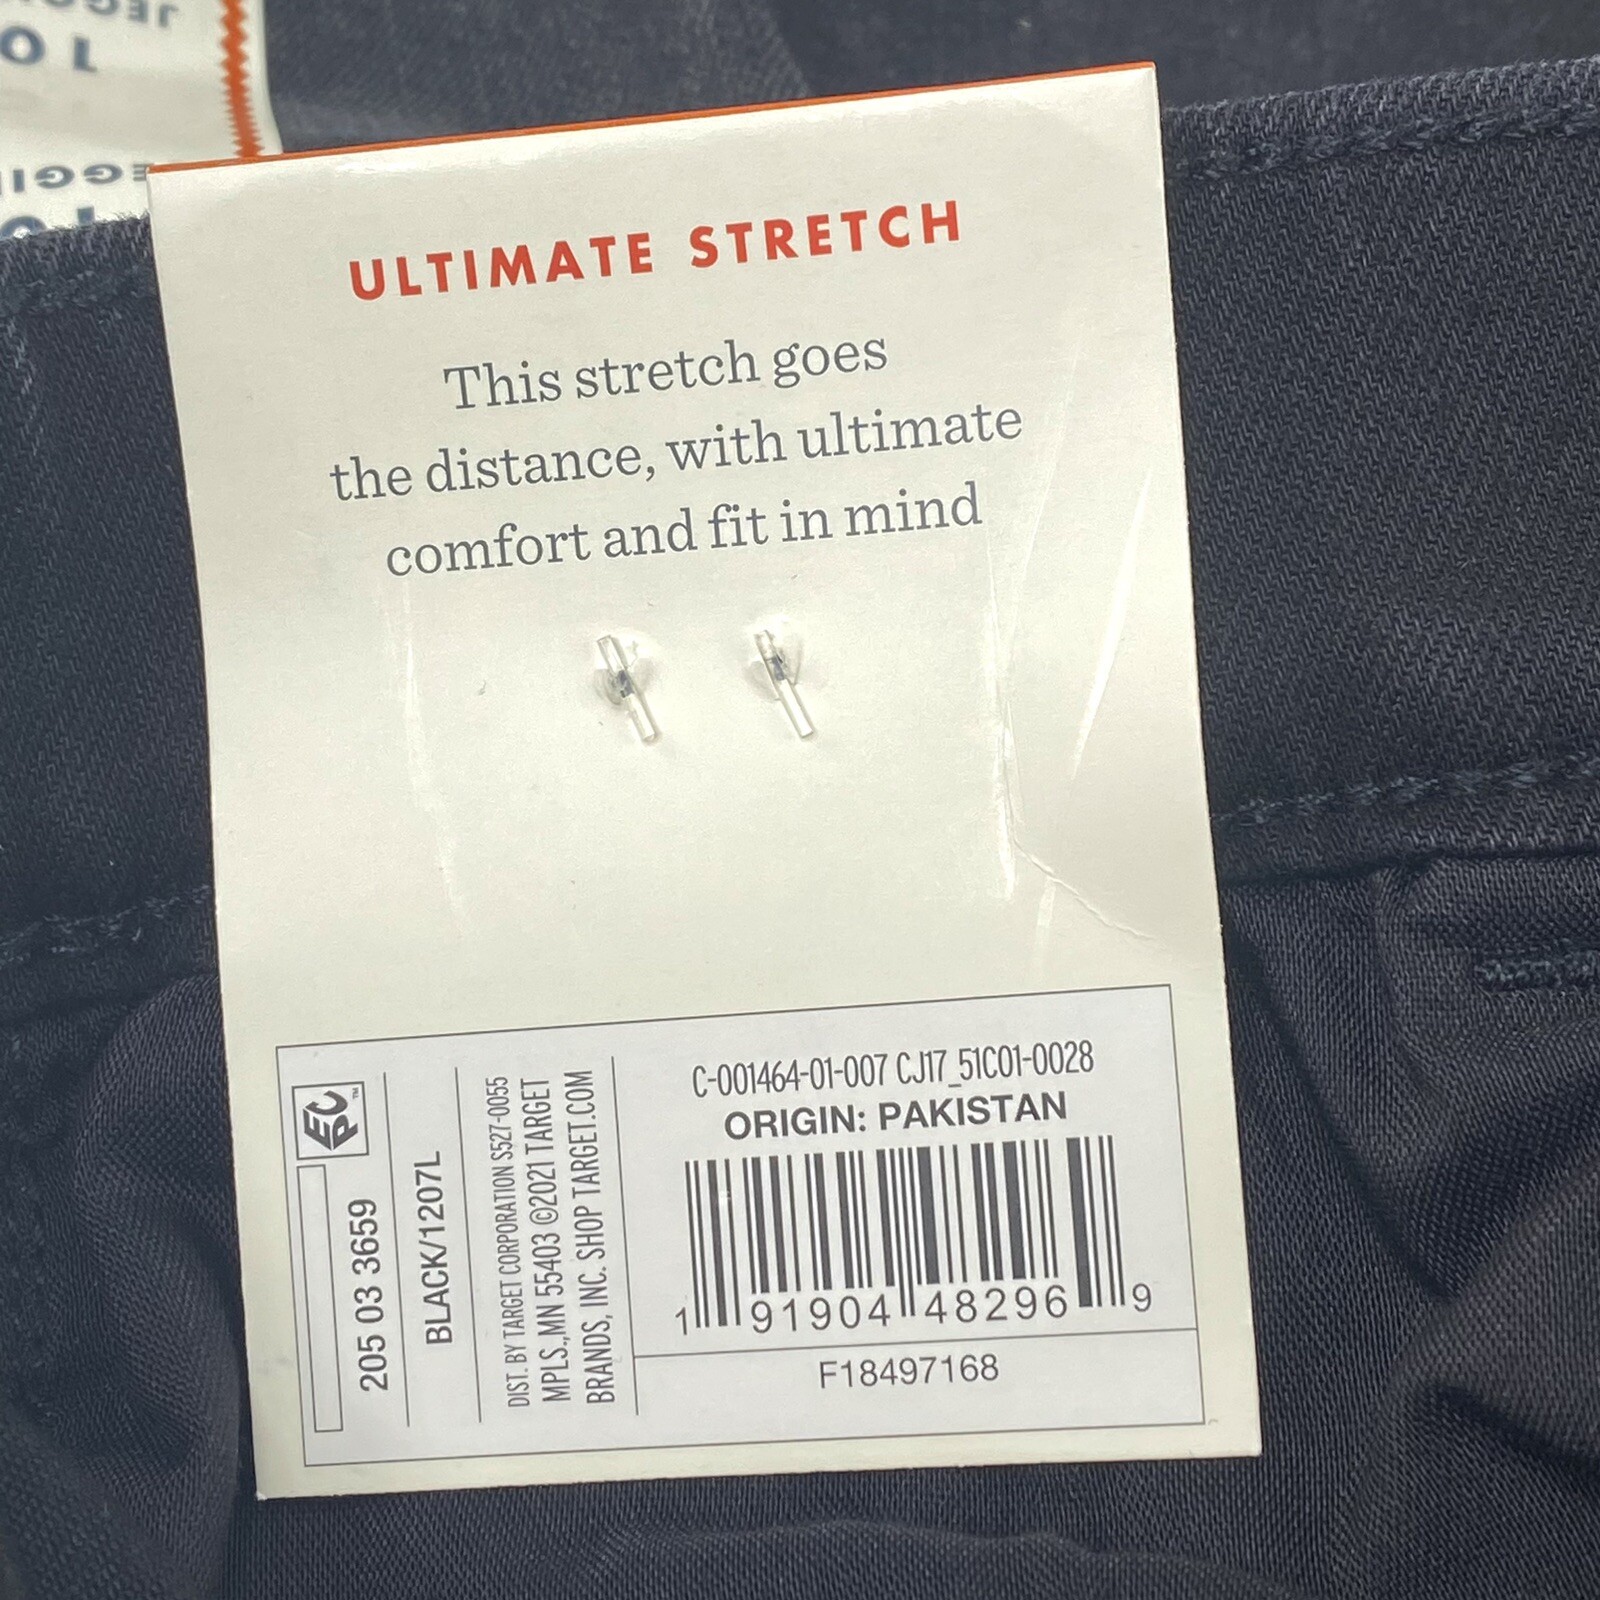 ULTIMATE STRETCH
This stretch goes
the distance, with ultimate
comfort and fit in mind
EPC™
205 03 3659
BLACK/1207L
DIST. BY TARGET CORPORATION S527-0055
MPLS.,MN 55403 ©2021 TARGET
BRANDS, INC. SHOP TARGET.COM
C-001464-01-007 CJ17_51C01-0028
ORIGIN: PAKISTAN
1 91904 48296 9
F18497168